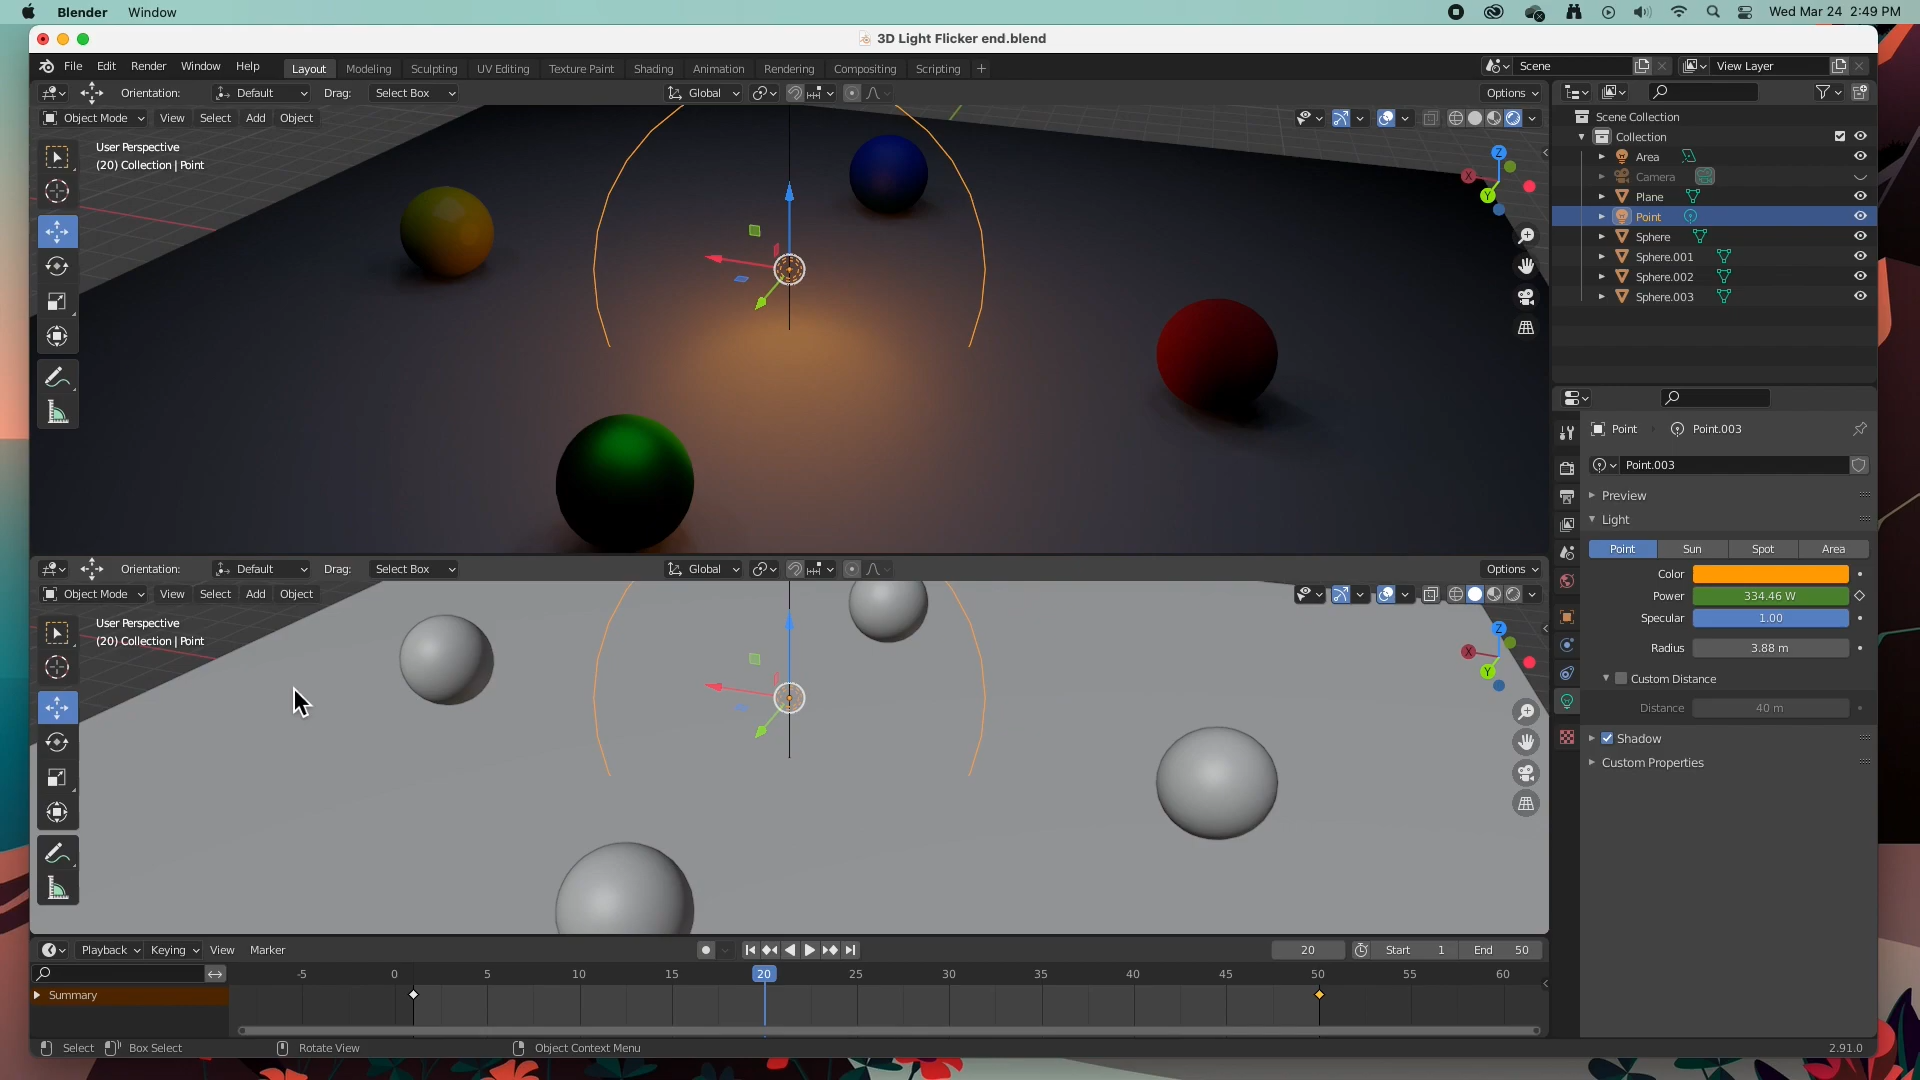 Blender Window Wed Mar 24 2:49 PM
3D Light Flicker end.blend
File Edit Render Window Help Layout Modeling Sculpting UV Editing Texture Paint Shading Animation Rendering Compositing Scripting + Scene View Layer
Orientation: Default Drag: Select Box Global Options
Object Mode View Select Add Object
User Perspective
(20) Collection | Point
Z
X
Y
Scene Collection
Collection
Area
Camera
Plane
Point
Sphere
Sphere.001
Sphere.002
Sphere.003
Point Point.003
Point.003
Preview
Light
Point Sun Spot Area
Color
Power 334.46 W
Specular 1.00
Radius 3.88 m
Custom Distance
Distance 40 m
Shadow
Custom Properties
Orientation: Default Drag: Select Box Global Options
Object Mode View Select Add Object
User Perspective
(20) Collection | Point
Z
X
Y
Playback Keying View Marker 20 Start 1 End 50
-5 0 5 10 15 20 25 30 35 40 45 50 55 60
Summary
Select Box Select Rotate View Object Context Menu 2.91.0